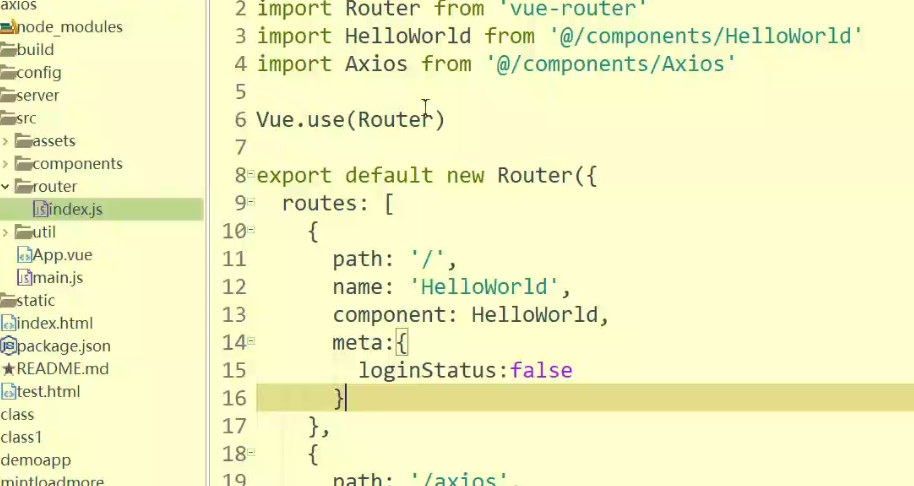 axios
node_modules
build
config
server
src
assets
components
router
index.js
util
App.vue
main.js
static
index.html
package.json
README.md
test.html
class
class1
demoapp
mintloadmore
2 import Router from 'vue-router'
3 import HelloWorld from '@/components/HelloWorld'
4 import Axios from '@/components/Axios'
5
6 Vue.use(Router)
7
8 export default new Router({
9 routes: [
10 {
11 path: '/',
12 name: 'HelloWorld',
13 component: HelloWorld,
14 meta:{
15 loginStatus:false
16 }
17 },
18 {
19 path: '/axios',